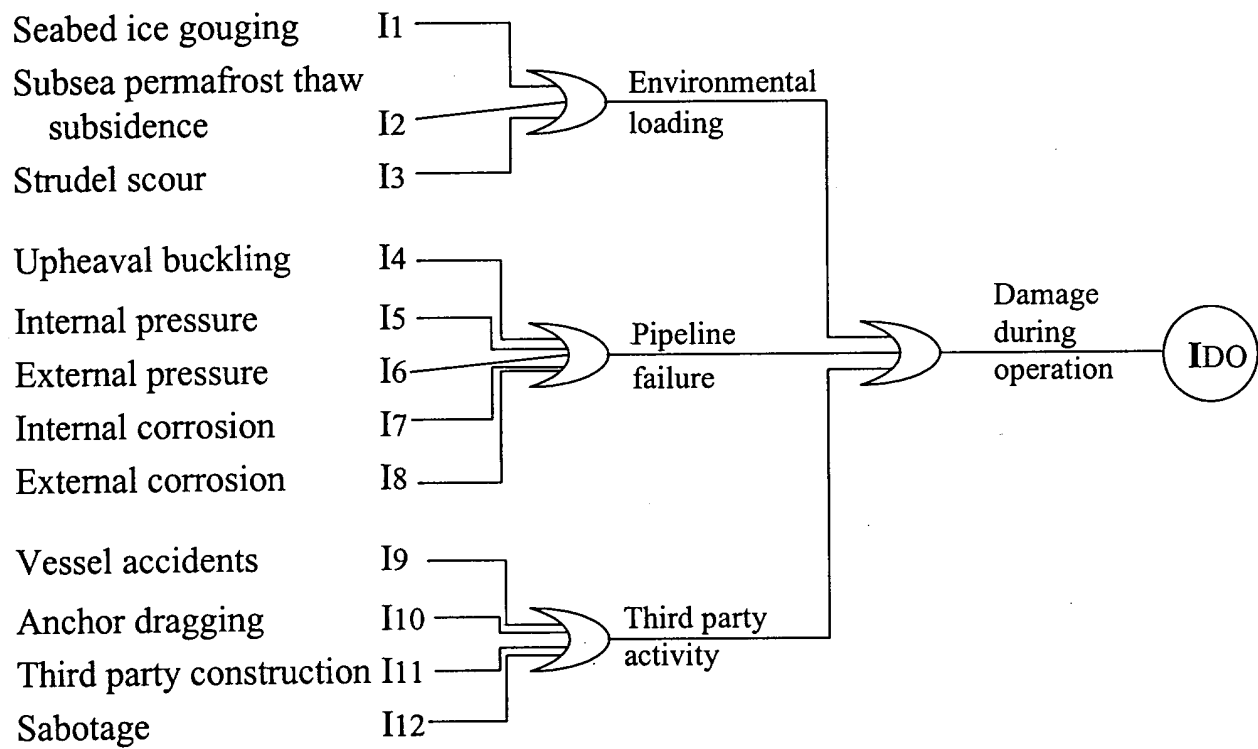 Seabed ice gouging I1
Subsea permafrost thaw
subsidence I2
Strudel scour I3
Environmental
loading
Upheaval buckling I4
Internal pressure I5
External pressure I6
Internal corrosion I7
External corrosion I8
Pipeline
failure
Vessel accidents I9
Anchor dragging I10
Third party construction I11
Sabotage I12
Third party
activity
Damage
during
operation
IDO